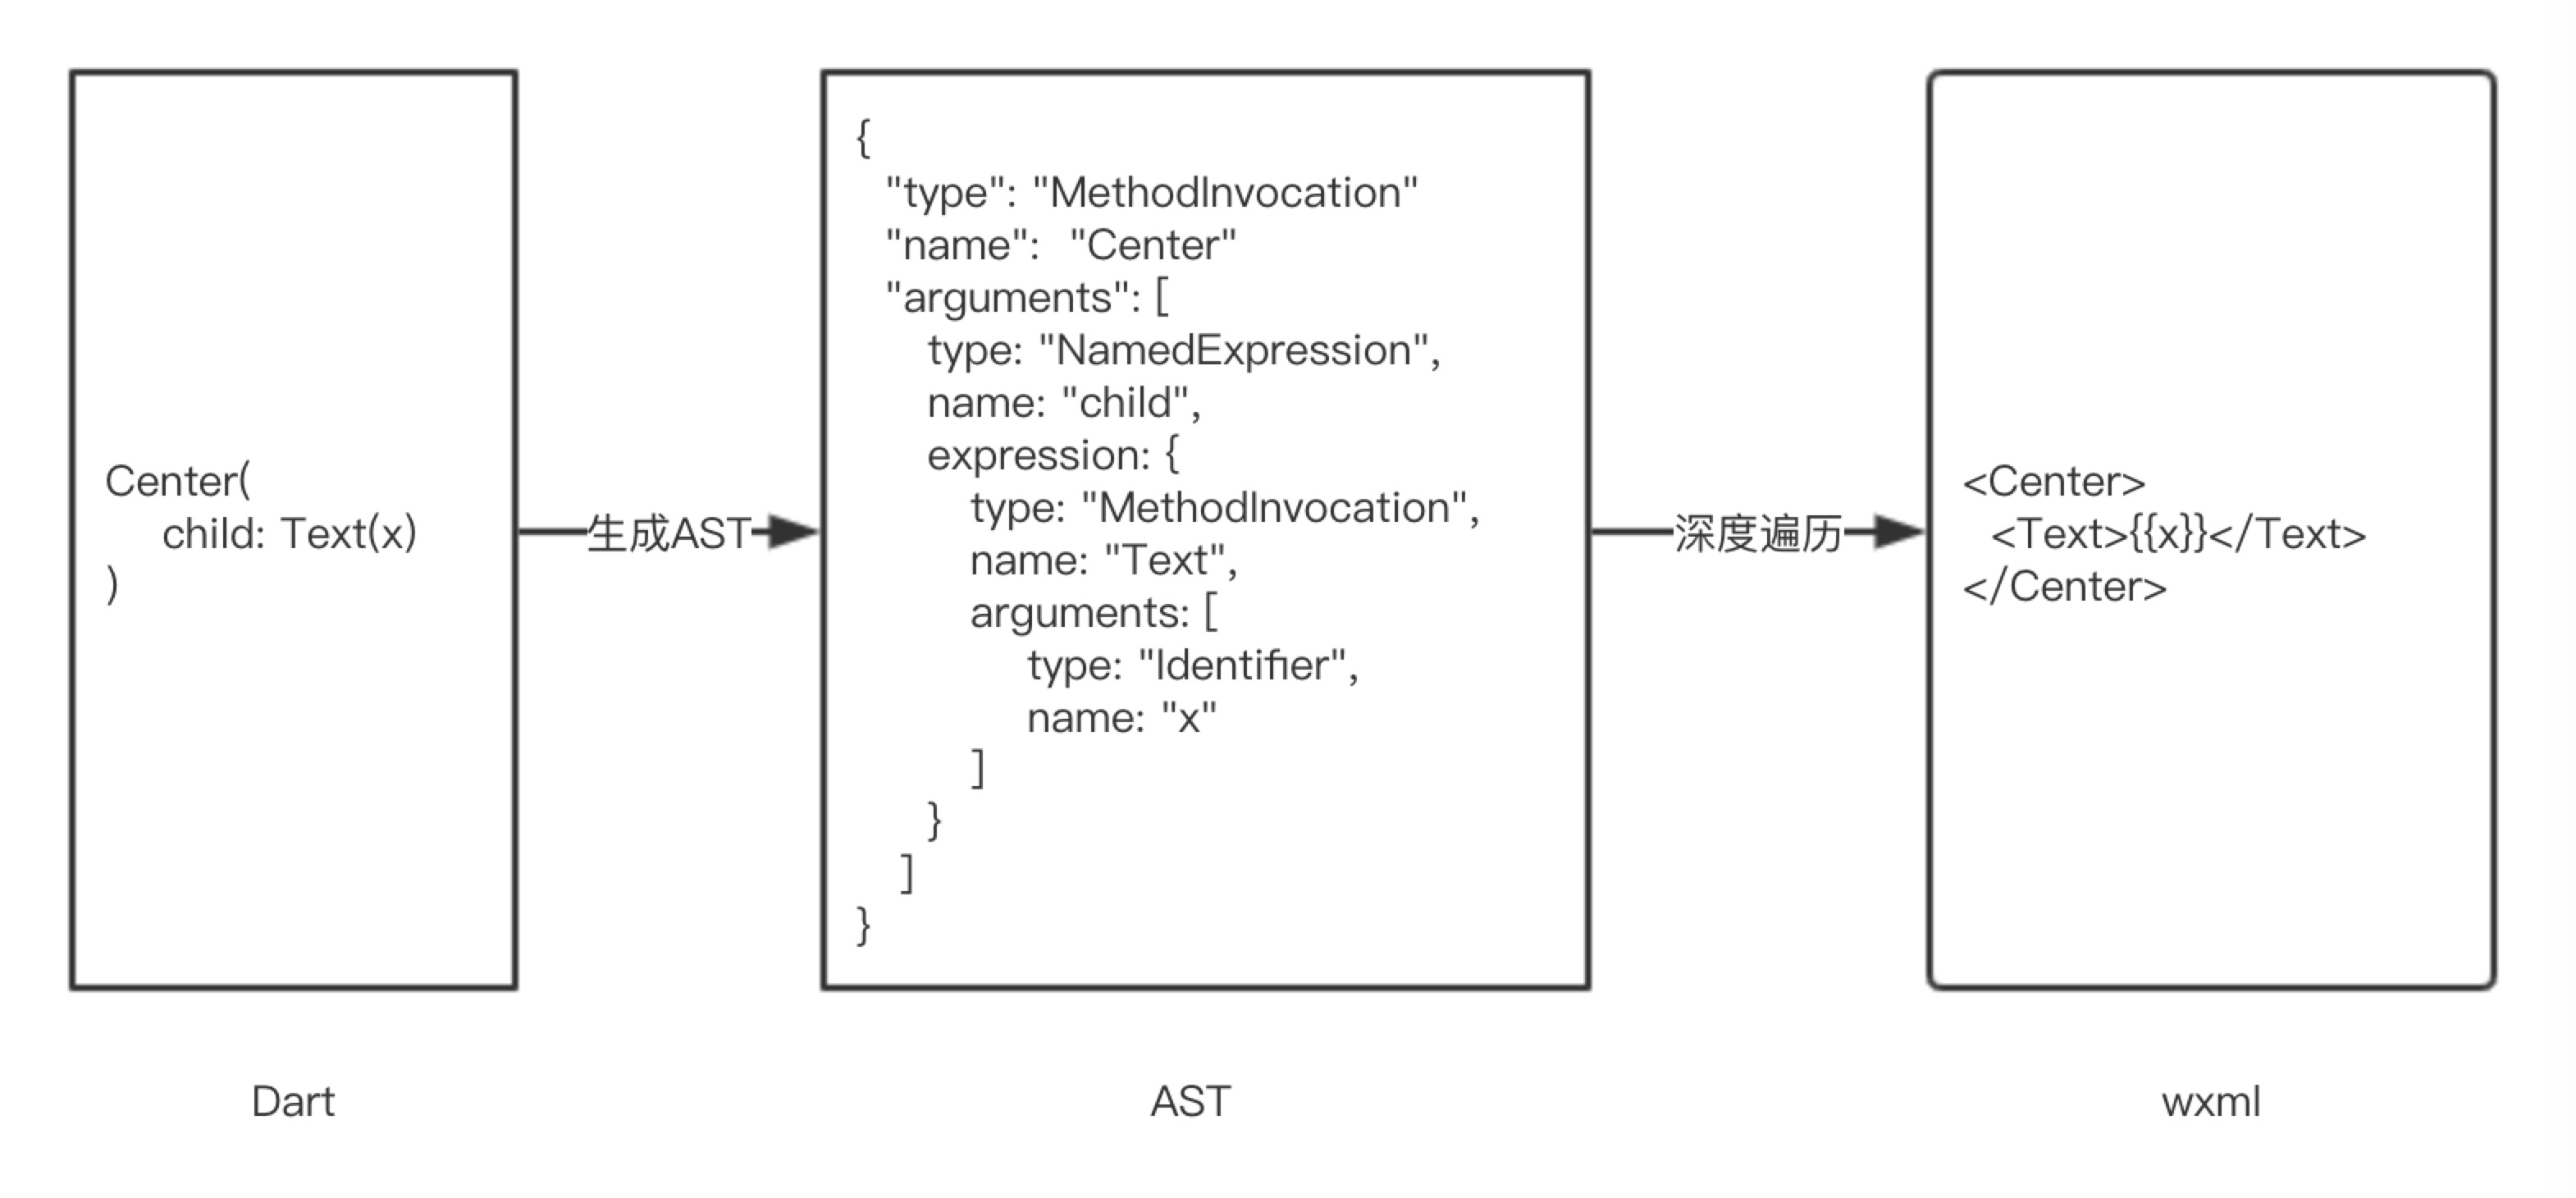 Center(
child: Text(x)
)
生成AST
{
"type": "MethodInvocation"
"name":  "Center"
"arguments": [
type: "NamedExpression",
name: "child",
expression: {
type: "MethodInvocation",
name: "Text",
arguments: [
type: "Identifier",
name: "x"
]
}
]
}
深度遍历
<Center>
<Text>{{x}}</Text>
</Center>
Dart
AST
wxml